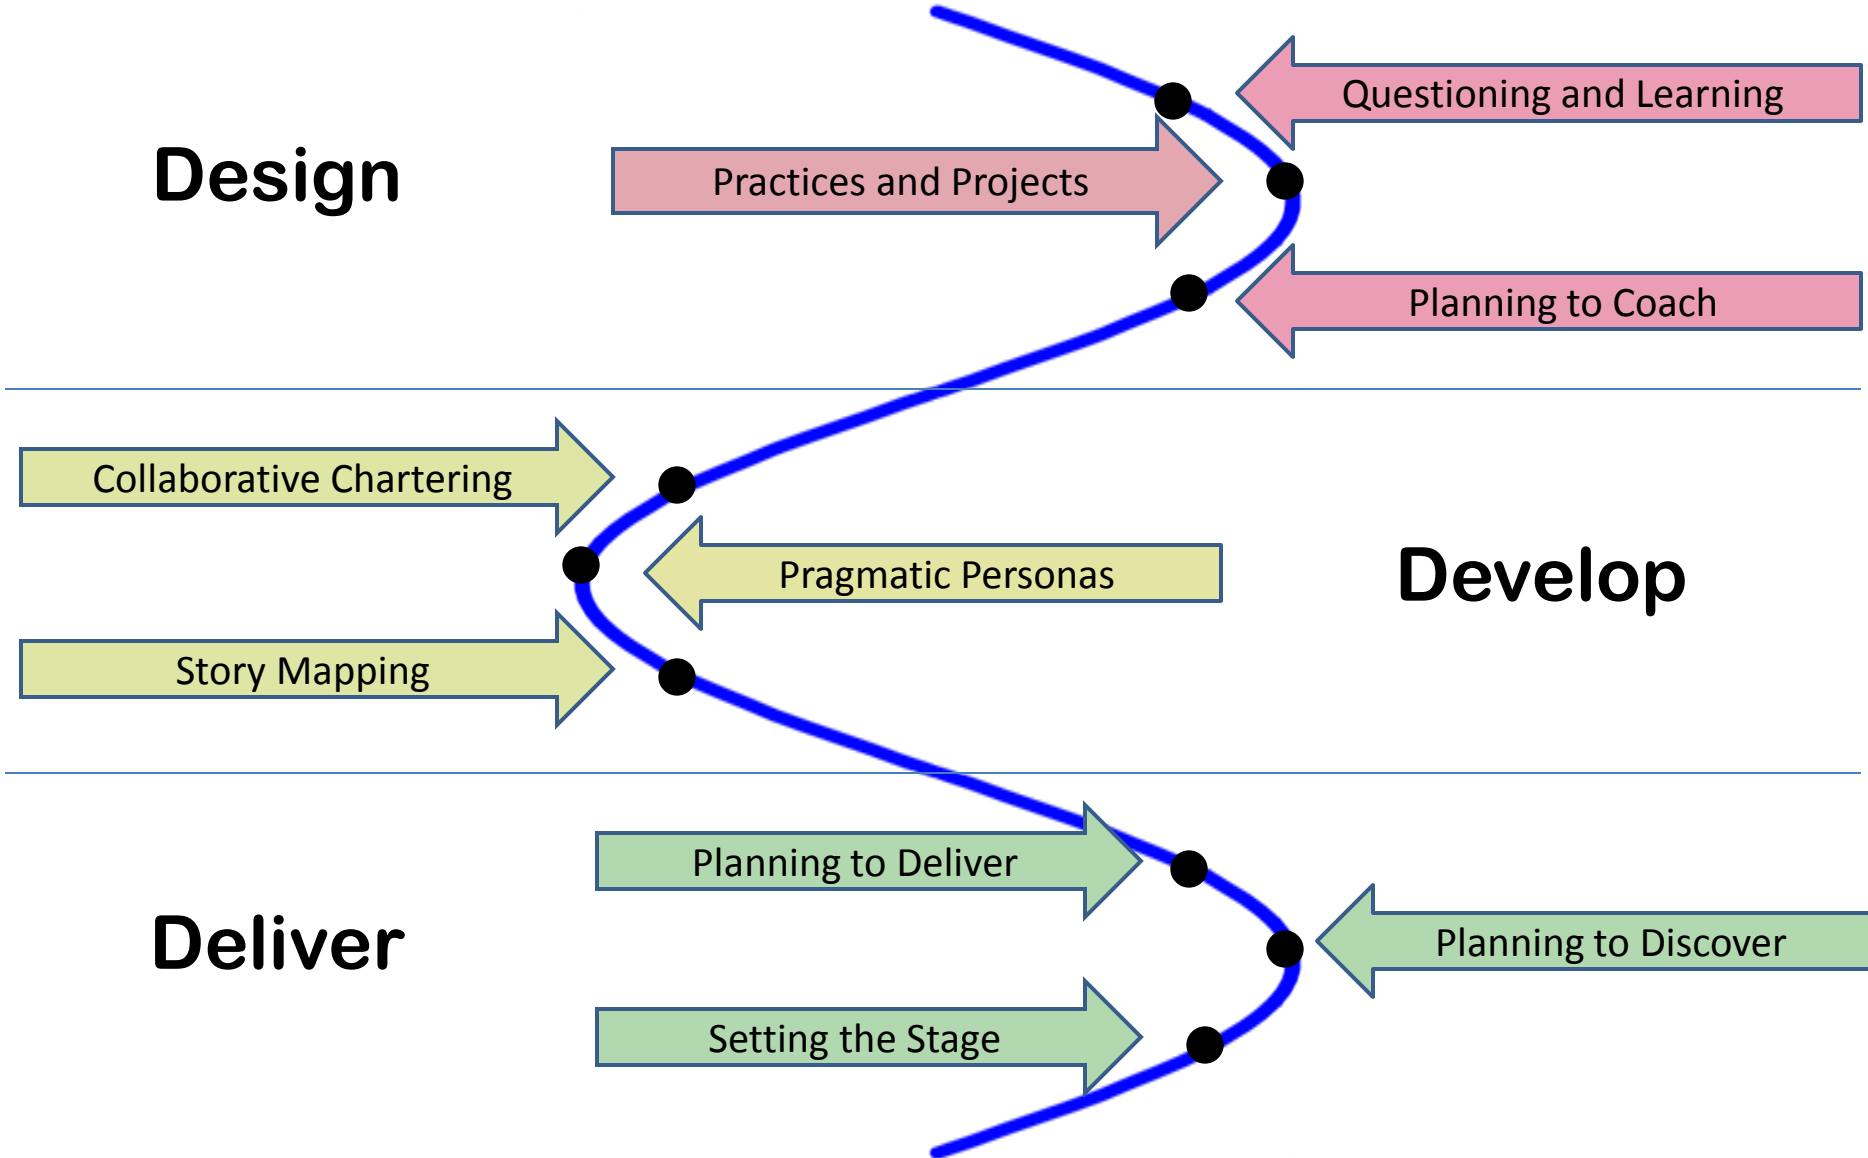 Questioning and Learning
Design
Practices and Projects
Planning to Coach
Collaborative Chartering
Pragmatic Personas
Develop
Story Mapping
Planning to Deliver
Deliver
Planning to Discover
Setting the Stage